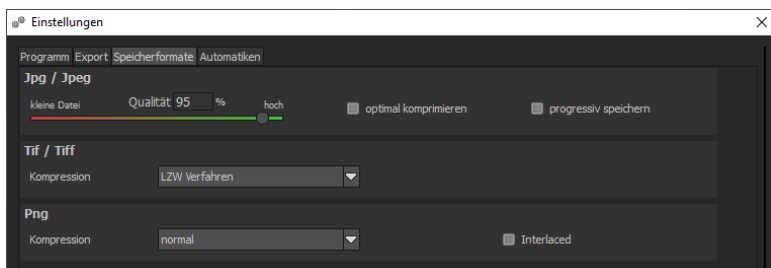 Einstellungen
Programm Export Speicherformate Automatiken
Jpg / Jpeg
kleine Datei Qualität 95 % hoch optimal komprimieren progressiv speichern
Tif / Tiff
Kompression LZW Verfahren
Png
Kompression normal Interlaced